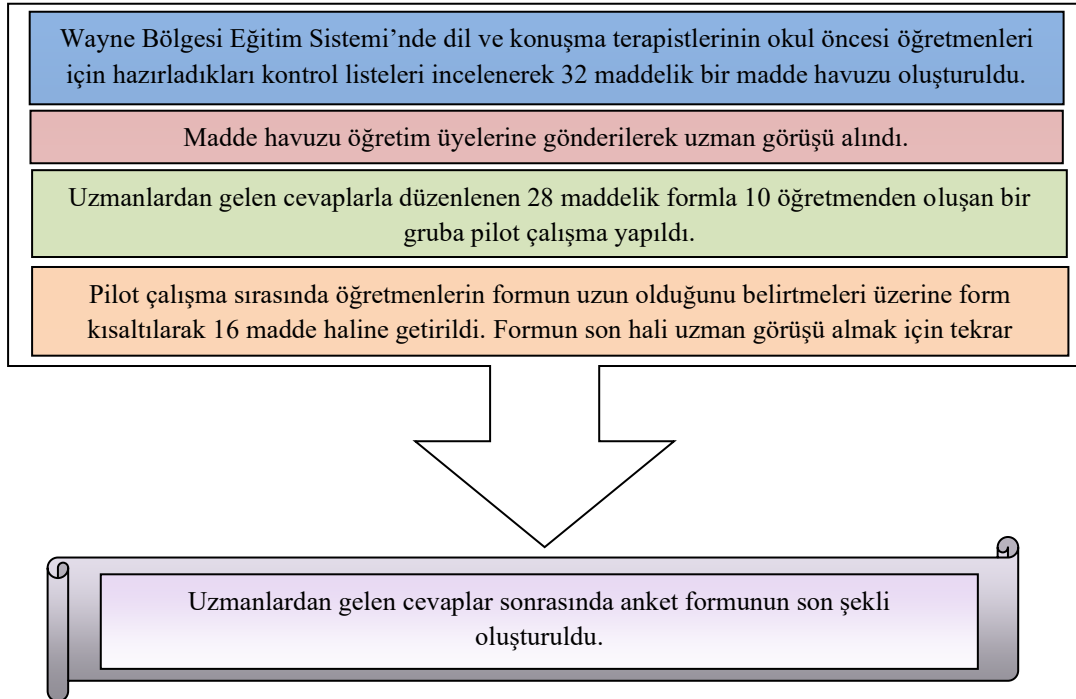 Wayne Bölgesi Eğitim Sistemi’nde dil ve konuşma terapistlerinin okul öncesi öğretmenleri
için hazırladıkları kontrol listeleri incelenerek 32 maddelik bir madde havuzu oluşturuldu.
Madde havuzu öğretim üyelerine gönderilerek uzman görüşü alındı.
Uzmanlardan gelen cevaplarla düzenlenen 28 maddelik formla 10 öğretmenden oluşan bir
gruba pilot çalışma yapıldı.
Pilot çalışma sırasında öğretmenlerin formun uzun olduğunu belirtmeleri üzerine form
kısaltılarak 16 madde haline getirildi. Formun son hali uzman görüşü almak için tekrar
Uzmanlardan gelen cevaplar sonrasında anket formunun son şekli
oluşturuldu.